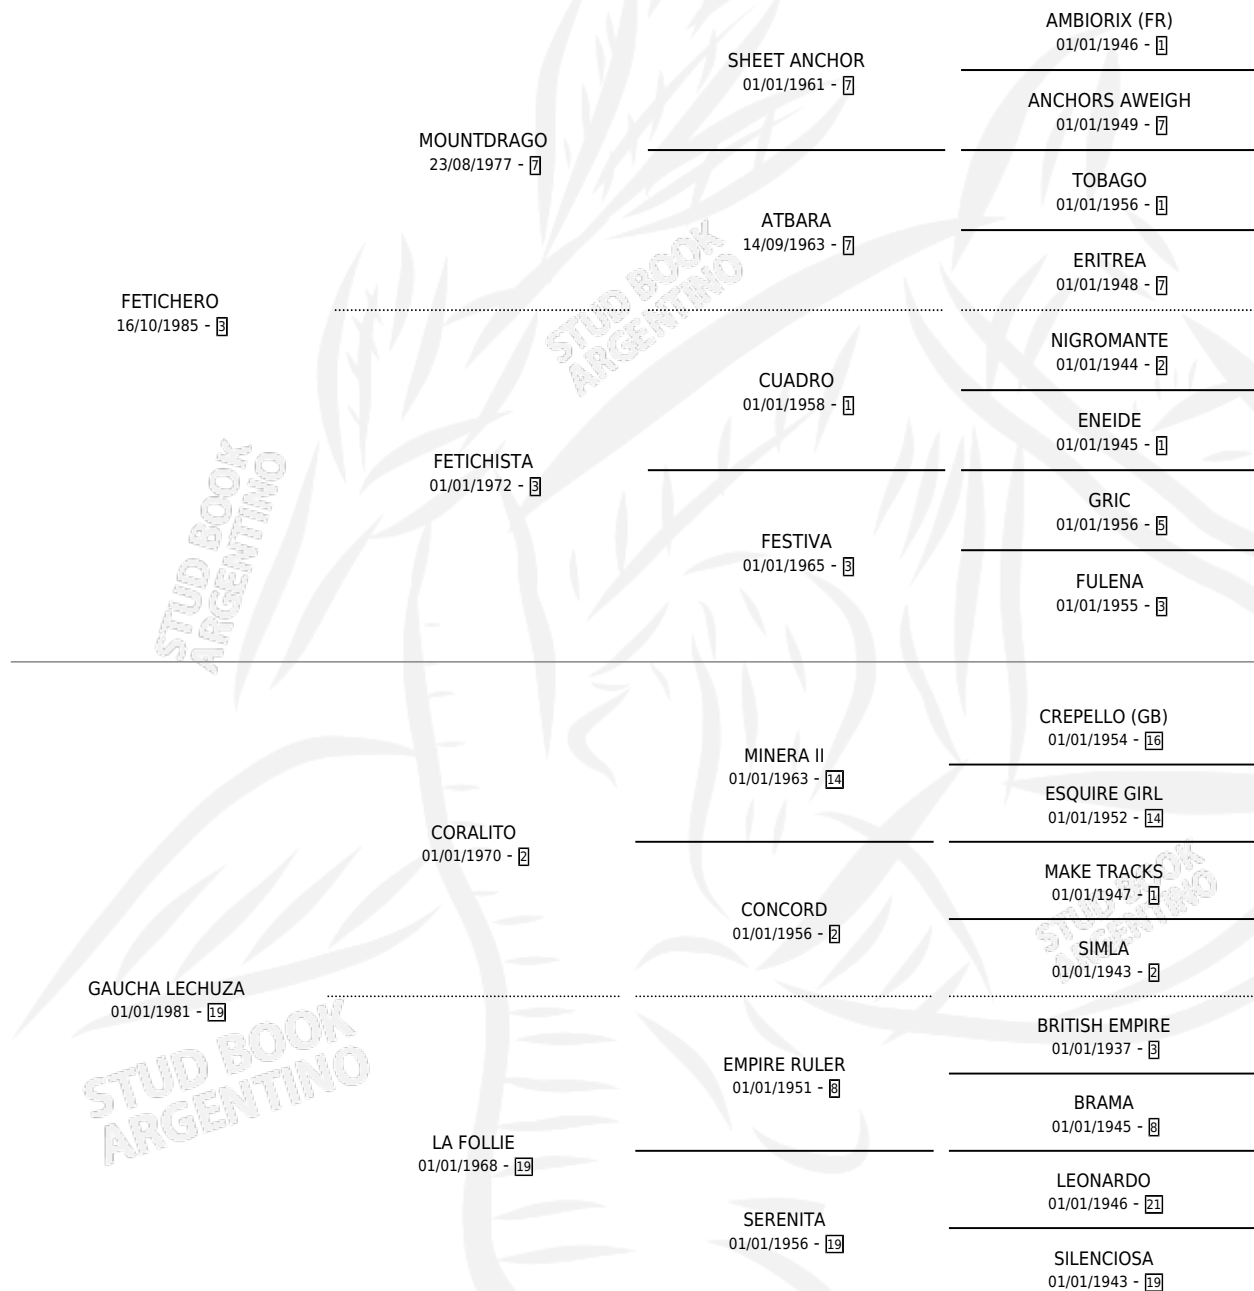 AMBIORIX (FR)
01/01/1946 - 1
SHEET ANCHOR
01/01/1961 - 7
ANCHORS AWEIGH
01/01/1949 - 7
MOUNTDRAGO
23/08/1977 - 7
TOBAGO
01/01/1956 - 1
ATBARA
14/09/1963 - 7
ERITREA
01/01/1948 - 7
FETICHERO
16/10/1985 - 3
NIGROMANTE
01/01/1944 - 2
CUADRO
01/01/1958 - 1
ENEIDE
01/01/1945 - 1
FETICHISTA
01/01/1972 - 3
GRIC
01/01/1956 - 5
FESTIVA
01/01/1965 - 3
FULENA
01/01/1955 - 3
STUD BOOK
ARGENTINO
STUD BOOK
ARGENTINO
CREPELLO (GB)
01/01/1954 - 16
MINERA II
01/01/1963 - 14
ESQUIRE GIRL
01/01/1952 - 14
CORALITO
01/01/1970 - 2
MAKE TRACKS
01/01/1947 - 1
CONCORD
01/01/1956 - 2
SIMLA
01/01/1943 - 2
GAUCHA LECHUZA
01/01/1981 - 19
BRITISH EMPIRE
01/01/1937 - 3
EMPIRE RULER
01/01/1951 - 8
BRAMA
01/01/1945 - 8
LA FOLLIE
01/01/1968 - 19
LEONARDO
01/01/1946 - 21
SERENITA
01/01/1956 - 19
SILENCIOSA
01/01/1943 - 19
STUD BOOK
ARGENTINO
STUD BOOK
ARGENTINO